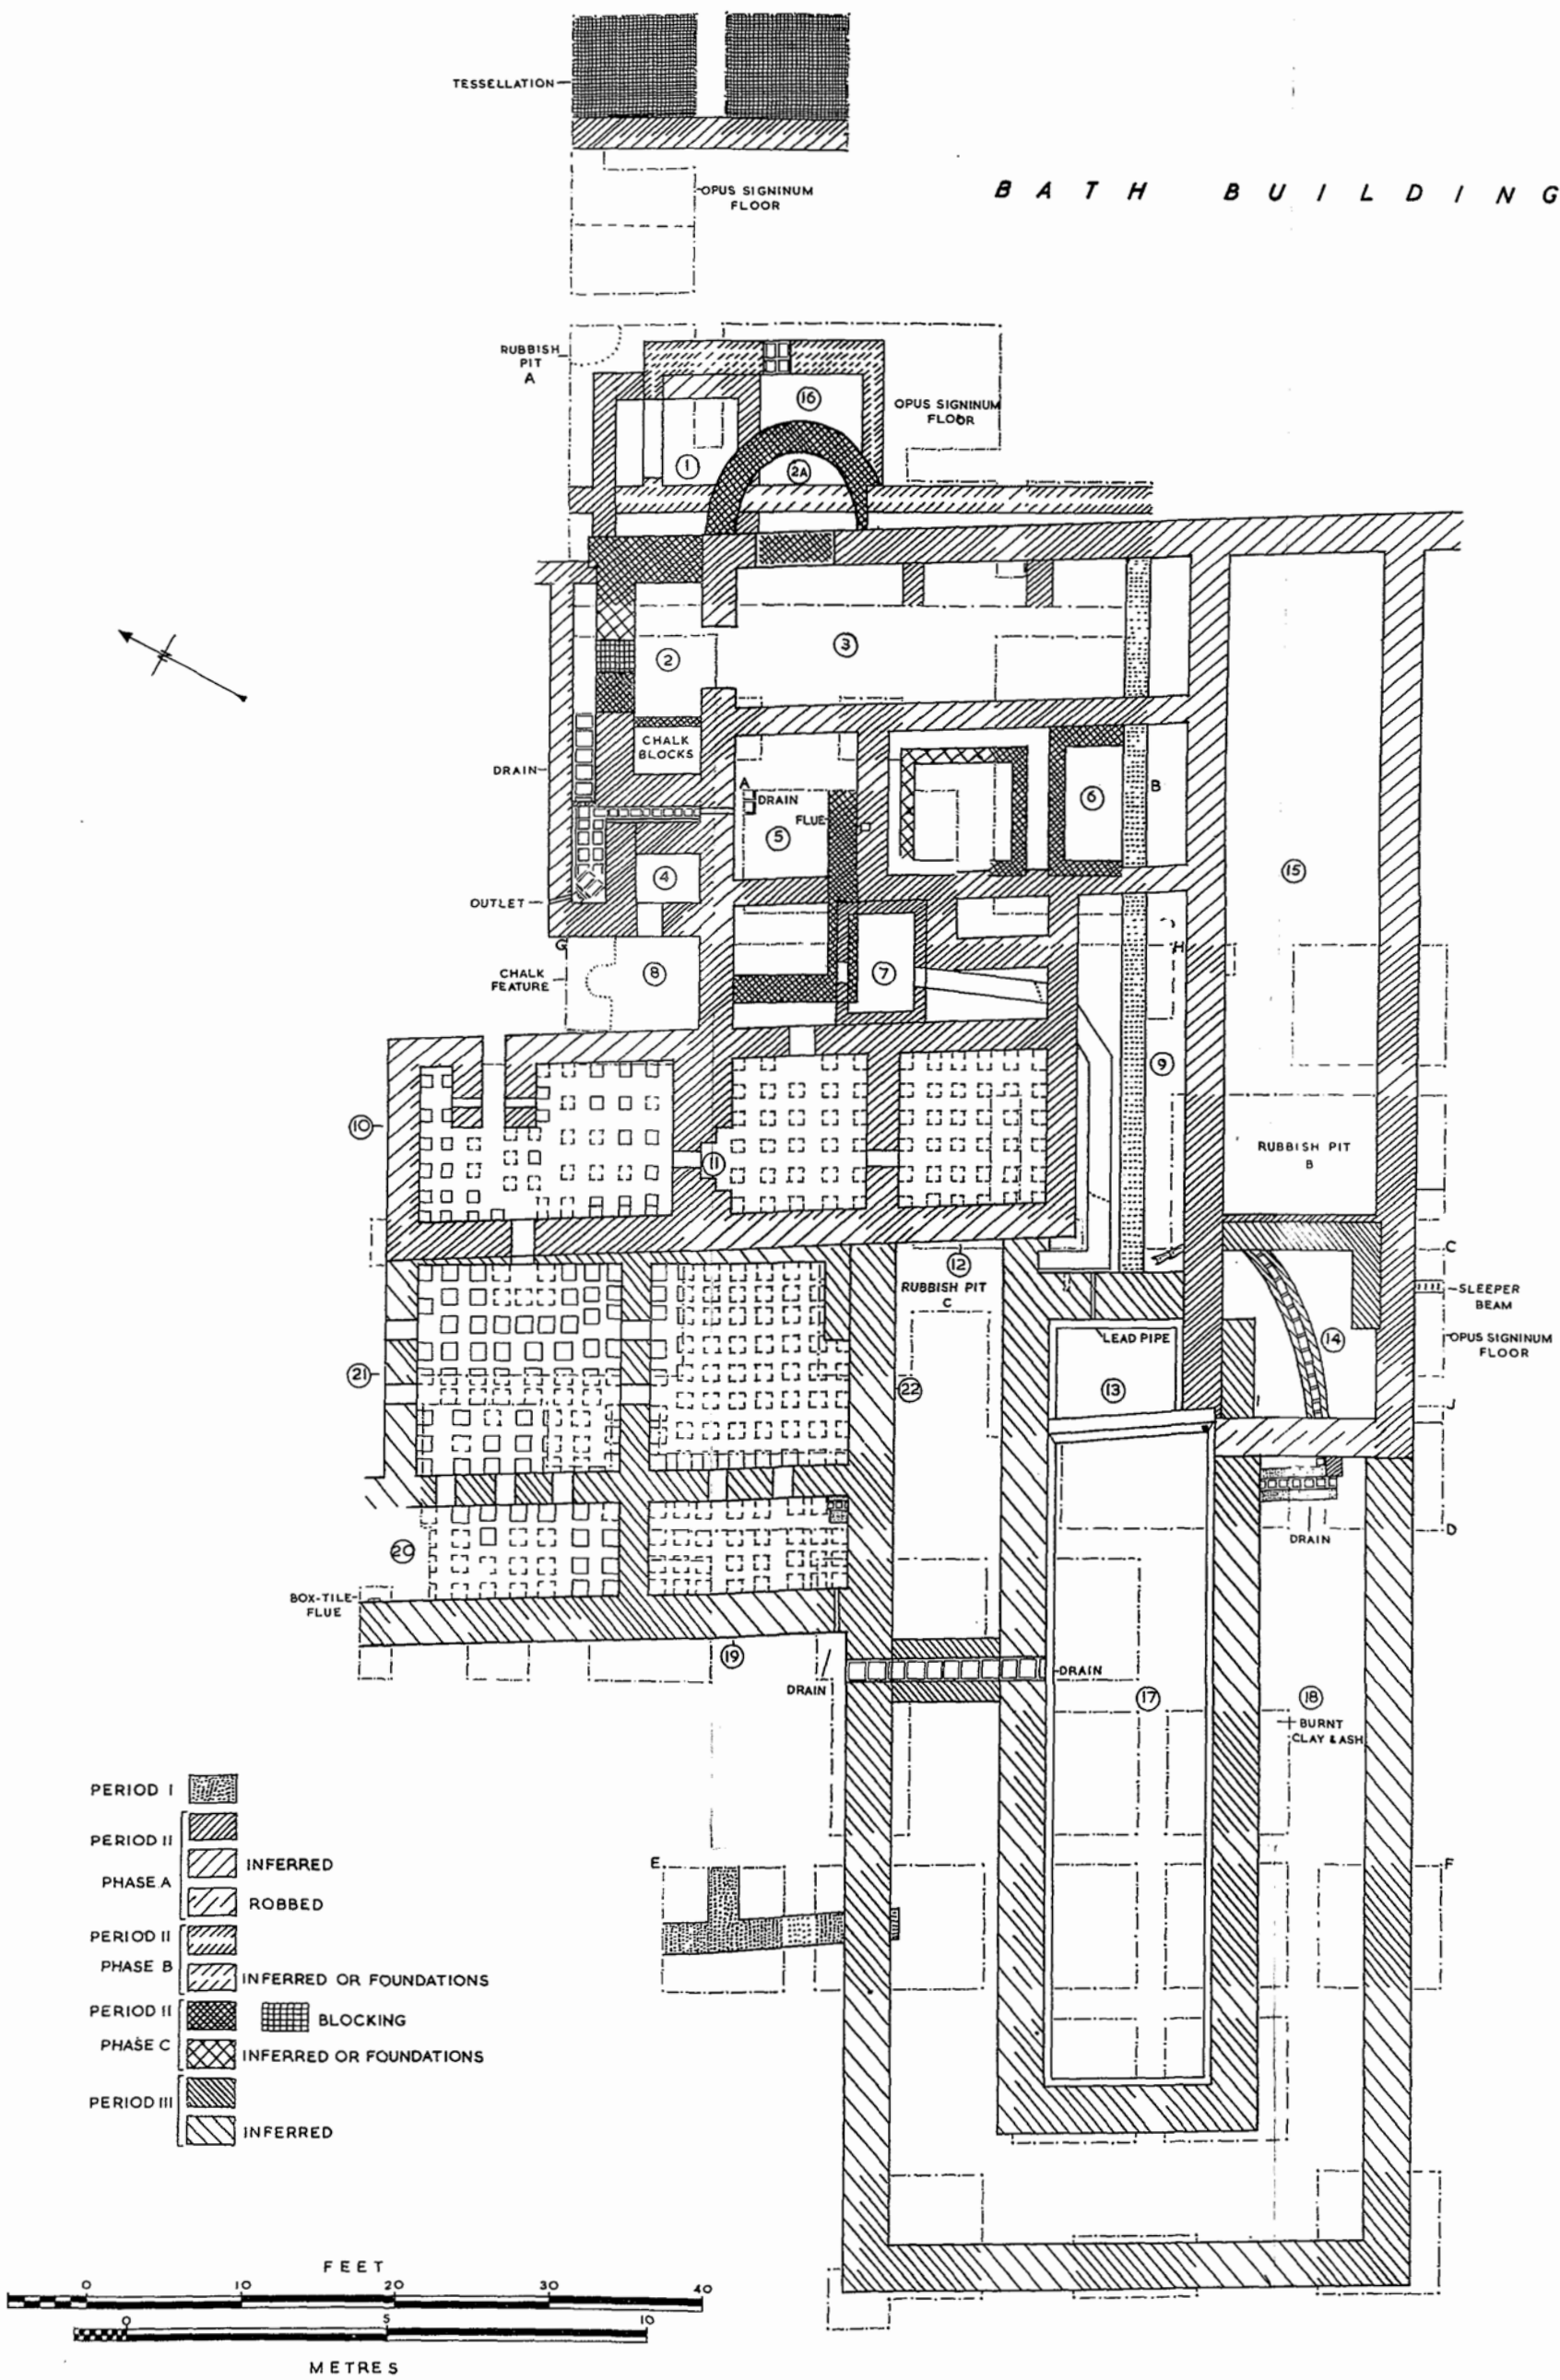 TESSELLATION
OPUS SIGNINUM
FLOOR
BATH BUILDING
RUBBISH
PIT
A
16
OPUS SIGNINUM
FLOOR
1
2A
N
2
3
CHALK
BLOCKS
DRAIN
A
DRAIN
FLUE
5
6
B
4
15
OUTLET
G
H
CHALK
FEATURE
8
7
9
10
11
RUBBISH PIT
B
12
RUBBISH PIT
C
C
SLEEPER
BEAM
LEAD PIPE
14
OPUS SIGNINUM
FLOOR
21
22
13
J
20
D
DRAIN
BOX-TILE-
FLUE
19
DRAIN
DRAIN
17
18
BURNT
CLAY & ASH
PERIOD I
PERIOD II
PHASE A
INFERRED
ROBBED
E
F
PERIOD II
PHASE B
INFERRED OR FOUNDATIONS
PERIOD II
BLOCKING
PHASE C
INFERRED OR FOUNDATIONS
PERIOD III
INFERRED
FEET
0 10 20 30 40
0 5 10
METRES